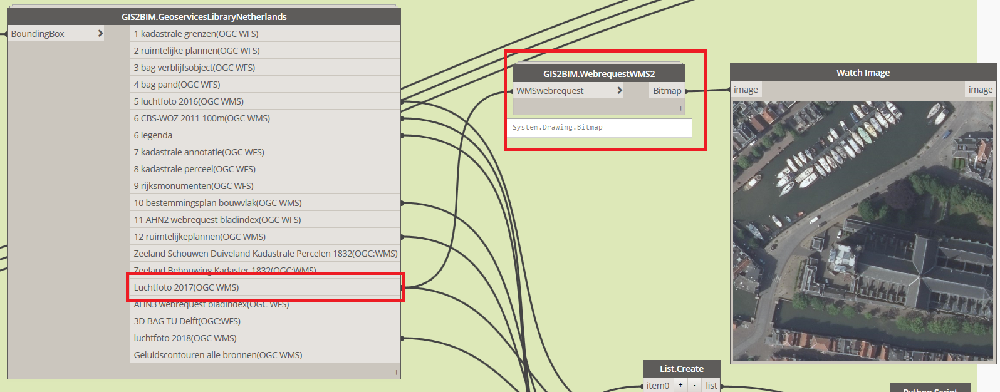 GIS2BIM.GeoservicesLibraryNetherlands
BoundingBox >
1 kadastrale grenzen(OGC WFS)
2 ruimtelijke plannen(OGC WFS)
3 bag verblijfsobject(OGC WFS)
4 bag pand(OGC WFS)
5 luchtfoto 2016(OGC WMS)
6 CBS-WOZ 2011 100m(OGC WMS)
6 legenda
7 kadastrale annotatie(OGC WFS)
8 kadastrale perceel(OGC WFS)
9 rijksmonumenten(OGC WFS)
10 bestemmingsplan bouwvlak(OGC WMS)
11 AHN2 webrequest bladindex(OGC WFS)
12 ruimtelijkeplannen(OGC WMS)
Zeeland Schouwen Duiveland Kadastrale Percelen 1832(OGC:WMS)
Zeeland Bebouwing Kadaster 1832(OGC:WMS)
Luchtfoto 2017(OGC WMS)
AHN3 webrequest bladindex(OGC WFS)
3D BAG TU Delft(OGC:WFS)
luchtfoto 2018(OGC WMS)
Geluidscontouren alle bronnen(OGC WMS)
l
GIS2BIM.WebrequestWMS2
WMSwebrequest > Bitmap
l
System.Drawing.Bitmap
Watch Image
image image
List.Create
item0 + - list
Python Script